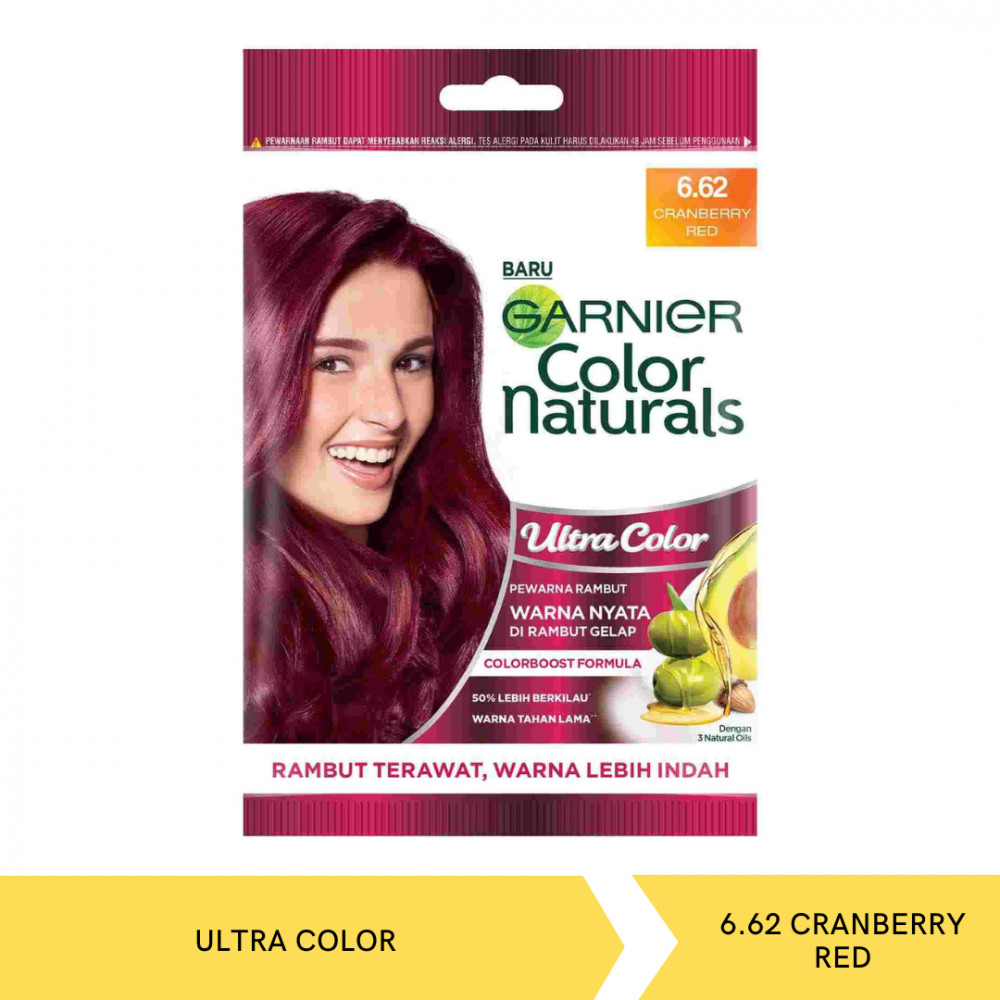 PEWARNAAN RAMBUT DAPAT MENYEBABKAN REAKSI ALERGI. TES ALERGI PADA KULIT HARUS DILAKUKAN 48 JAM SEBELUM PENGGUNAAN
6.62
CRANBERRY
RED
BARU
GARNIER
Color
Naturals
Ultra Color
PEWARNA RAMBUT
WARNA NYATA
DI RAMBUT GELAP
COLORBOOST FORMULA
50% LEBIH BERKILAU*
WARNA TAHAN LAMA**
Dengan
3 Natural Oils
RAMBUT TERAWAT, WARNA LEBIH INDAH
ULTRA COLOR
6.62 CRANBERRY
RED